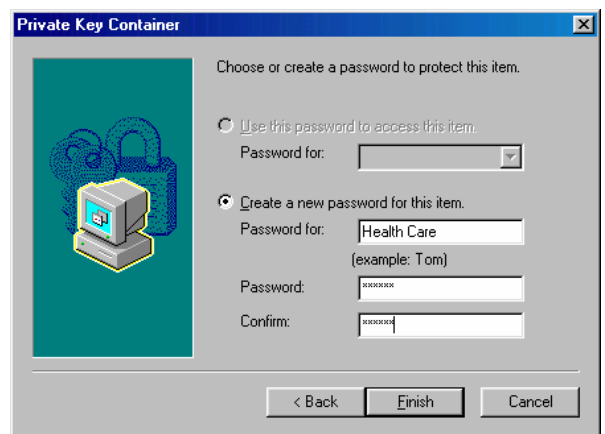 Private Key Container
Choose or create a password to protect this item.
Use this password to access this item.
Password for:
Create a new password for this item.
Password for: Health Care
(example: Tom)
Password: ******
Confirm: ******
< Back Finish Cancel